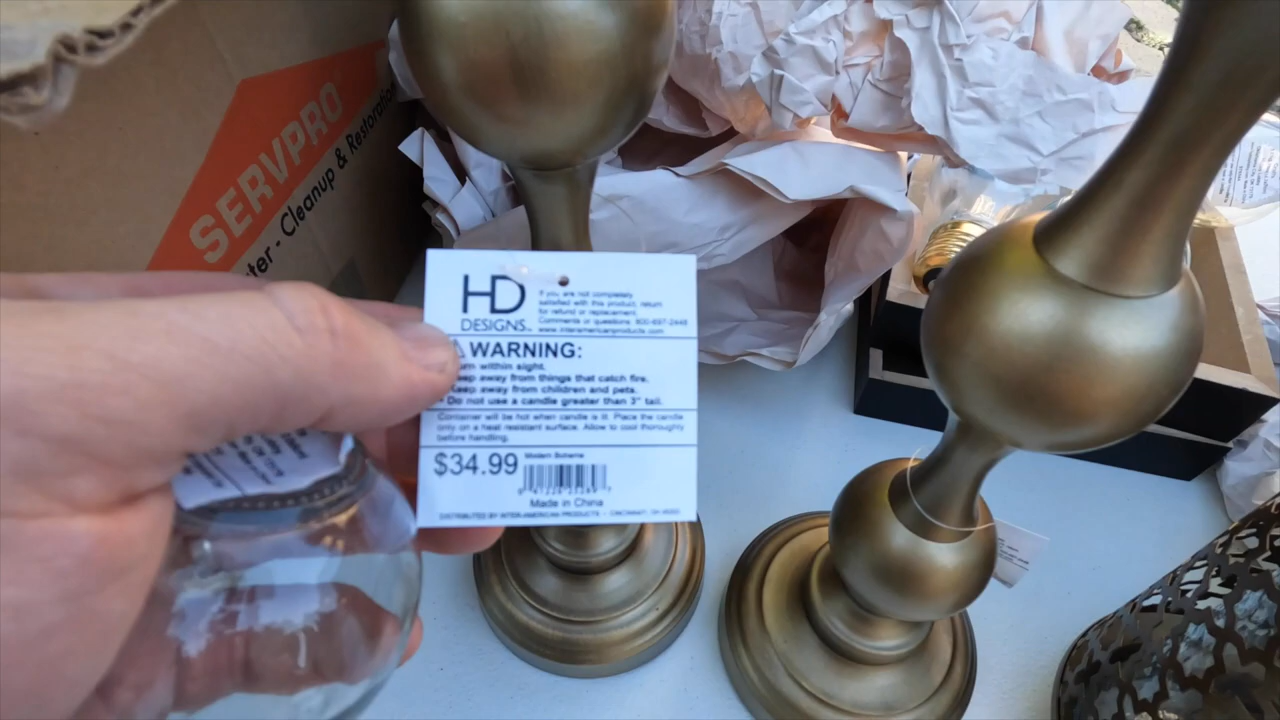 SERVPRO
ter - Cleanup & Restoration
HD
DESIGNS
If you are not completely
satisfied with this product, return
for refund or replacement.
Comments or questions: 800-697-2448
www.interamericanproducts.com
WARNING:
within sight.
away from things that catch fire.
Keep away from children and pets.
Do not use a candle greater than 3" tall.
Container will be hot when candle is lit. Place the candle
only on a heat resistant surface. Allow to cool thoroughly
before handling.
$34.99
Modern Boheme
Made in China
DISTRIBUTED BY INTER-AMERICAN PRODUCTS • CINCINNATI, OH